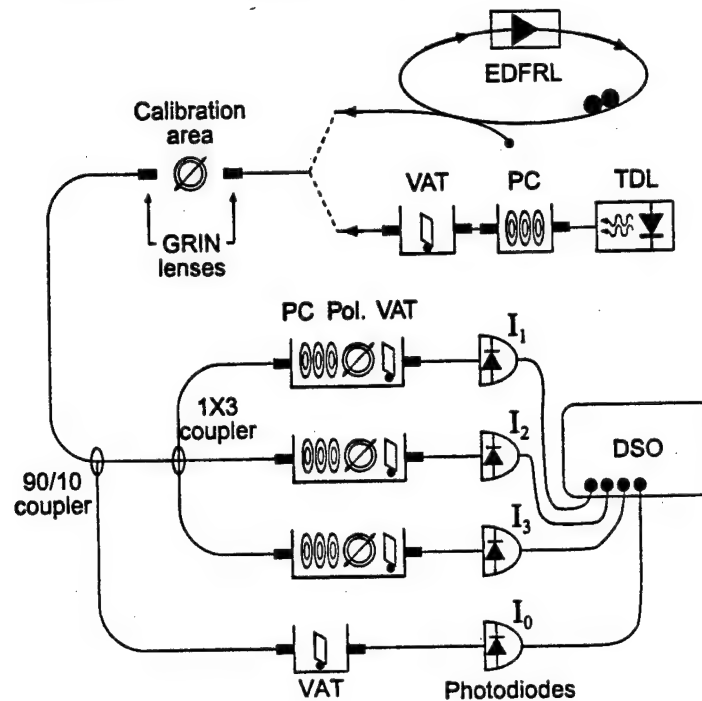 EDFRL
Calibration
area
VAT
PC
TDL
GRIN
lenses
PC Pol. VAT
I1
1X3
coupler
I2
DSO
90/10
coupler
I3
I0
VAT
Photodiodes